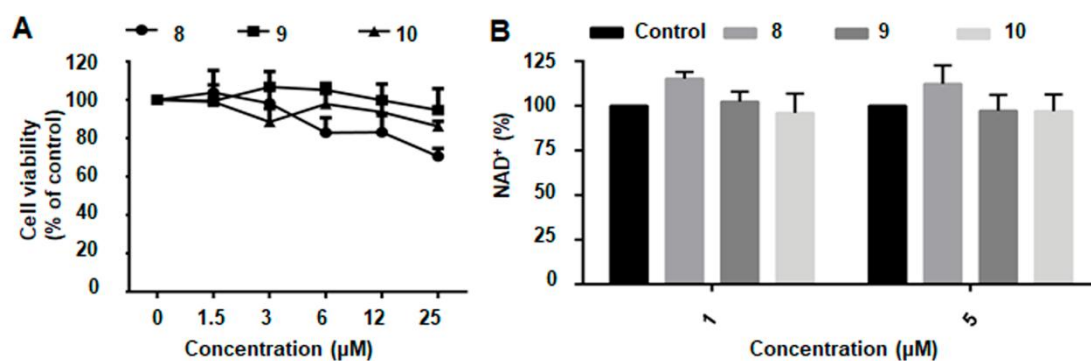 A
8 9 10
Cell viability
(% of control)
120
100
80
60
40
20
0
0 1.5 3 6 12 25
Concentration (µM)
B
Control 8 9 10
NAD⁺ (%)
125
100
75
50
25
0
1 5
Concentration (µM)